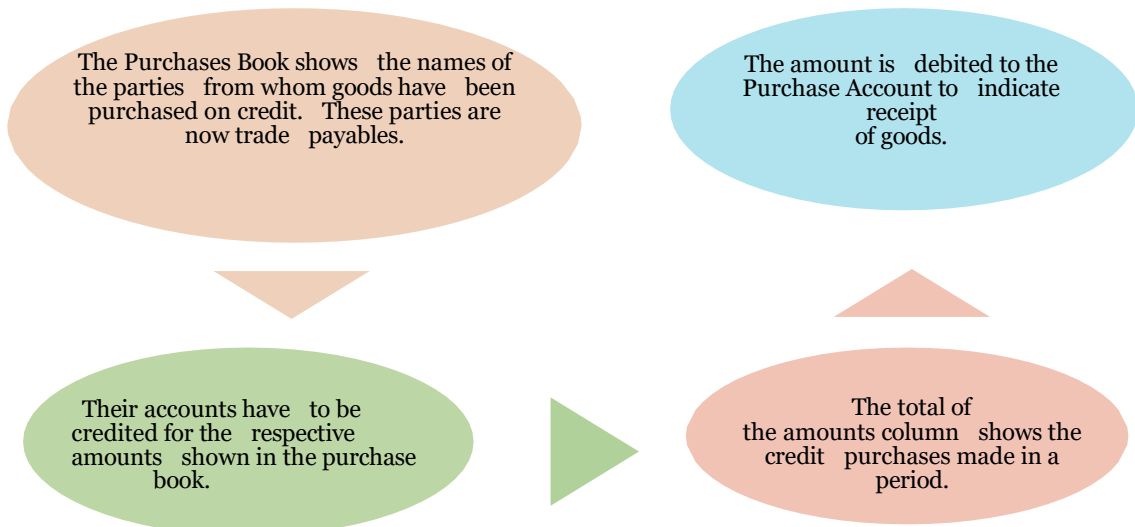 The Purchases Book shows the names of
the parties from whom goods have been
purchased on credit. These parties are
now trade payables.
Their accounts have to be
credited for the respective
amounts shown in the purchase
book.
The total of
the amounts column shows the
credit purchases made in a
period.
The amount is debited to the
Purchase Account to indicate
receipt
of goods.